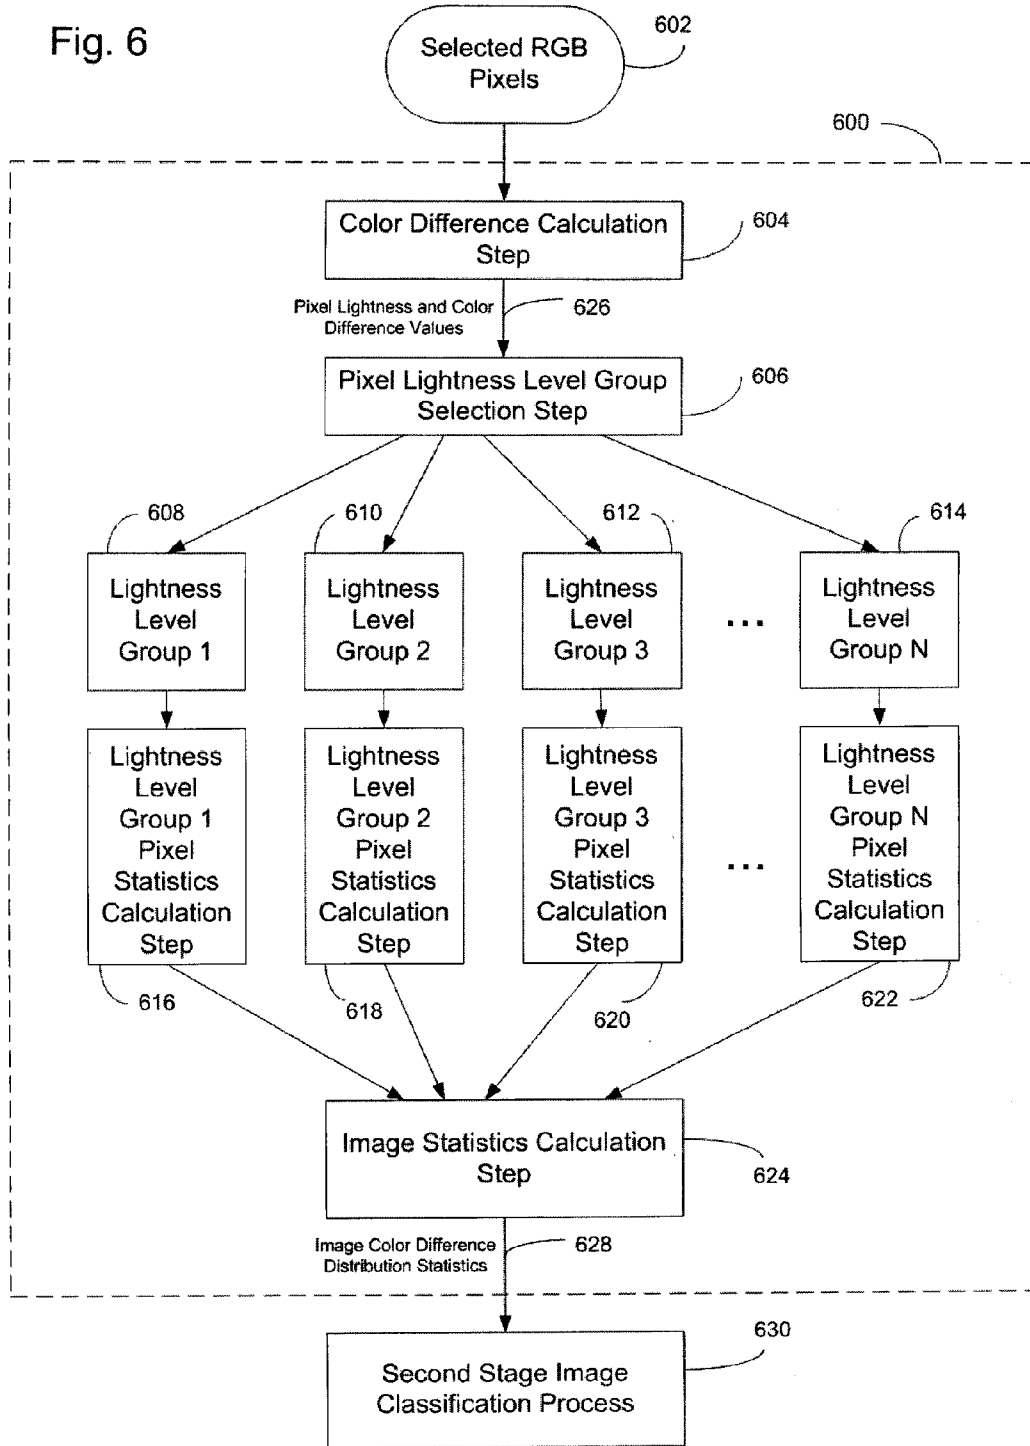 Fig. 6
Selected RGB
Pixels
602
600
Color Difference Calculation
Step
604
Pixel Lightness and Color
Difference Values
626
Pixel Lightness Level Group
Selection Step
606
608
610
612
614
Lightness
Level
Group 1
Lightness
Level
Group 2
Lightness
Level
Group 3
...
Lightness
Level
Group N
Lightness
Level
Group 1
Pixel
Statistics
Calculation
Step
Lightness
Level
Group 2
Pixel
Statistics
Calculation
Step
Lightness
Level
Group 3
Pixel
Statistics
Calculation
Step
...
Lightness
Level
Group N
Pixel
Statistics
Calculation
Step
616
618
620
622
Image Statistics Calculation
Step
624
Image Color Difference
Distribution Statistics
628
Second Stage Image
Classification Process
630